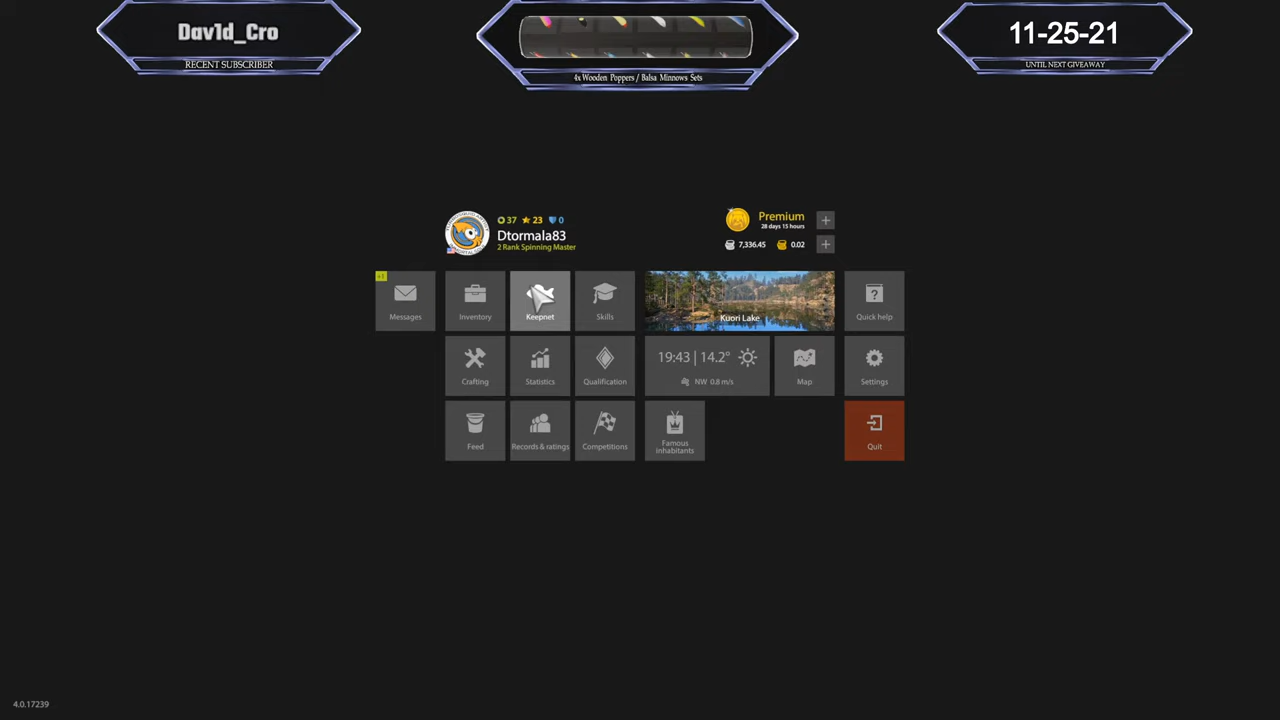 Dav1d_Cro
RECENT SUBSCRIBER
4x Wooden Poppers / Balsa Minnows Sets
11-25-21
UNTIL NEXT GIVEAWAY
37 23 0
Dtormala83
2 Rank Spinning Master
Premium
28 days 15 hours
7,336.45 0.02
Messages
Inventory
Keepnet
Skills
Kuori Lake
Quick help
Crafting
Statistics
Qualification
19:43 | 14.2°
NW 0.8 m/s
Map
Settings
Feed
Records & ratings
Competitions
Famous
inhabitants
Quit
4.0.17239